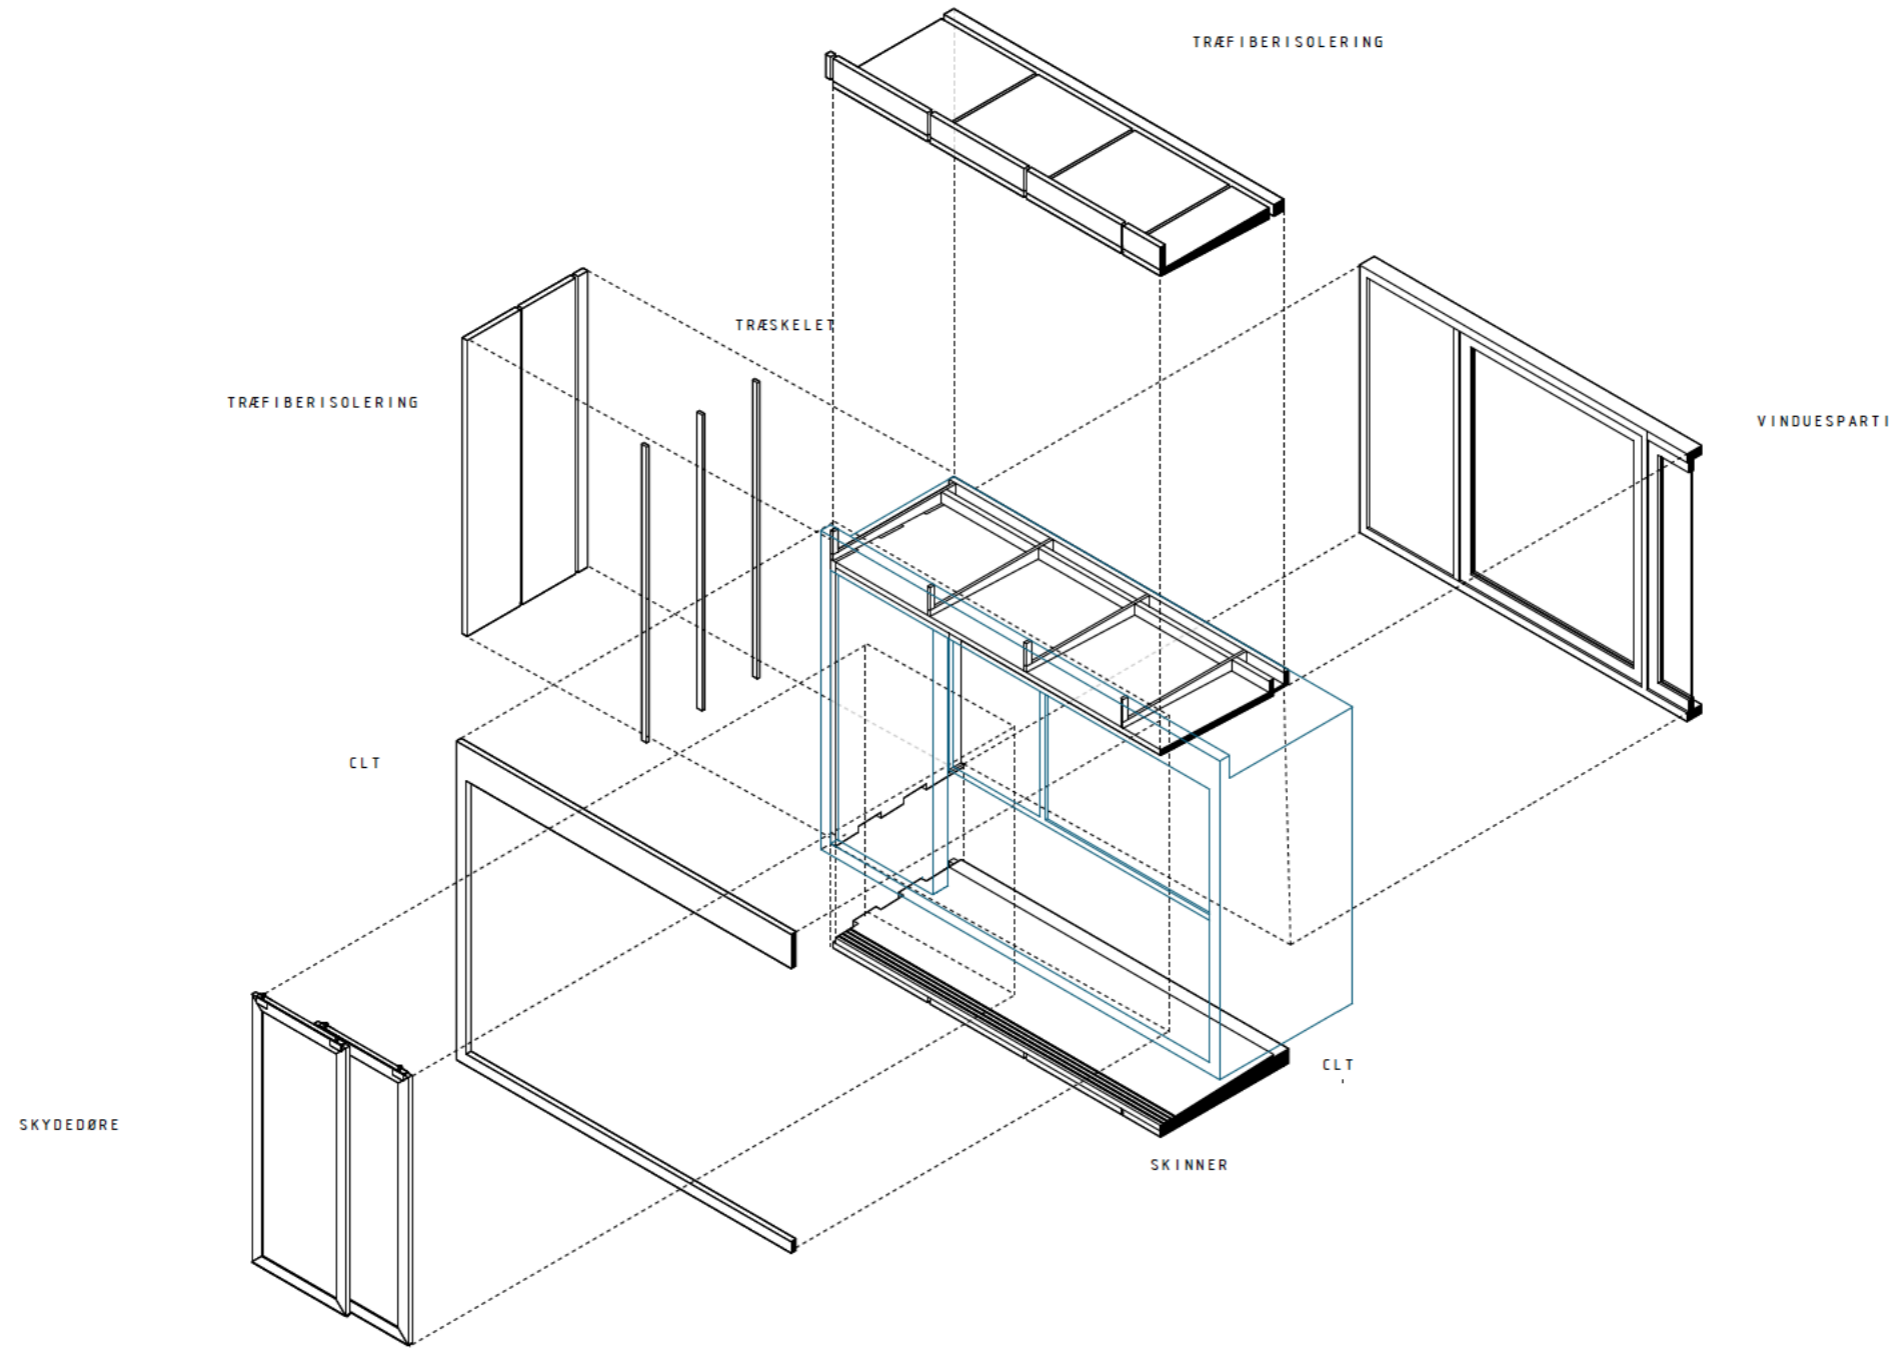 TRÆFIBERISOLERING
TRÆSKELET
TRÆFIBERISOLERING
VINDUESPARTI
CLT
CLT
SKYDEDØRE
SKINNER